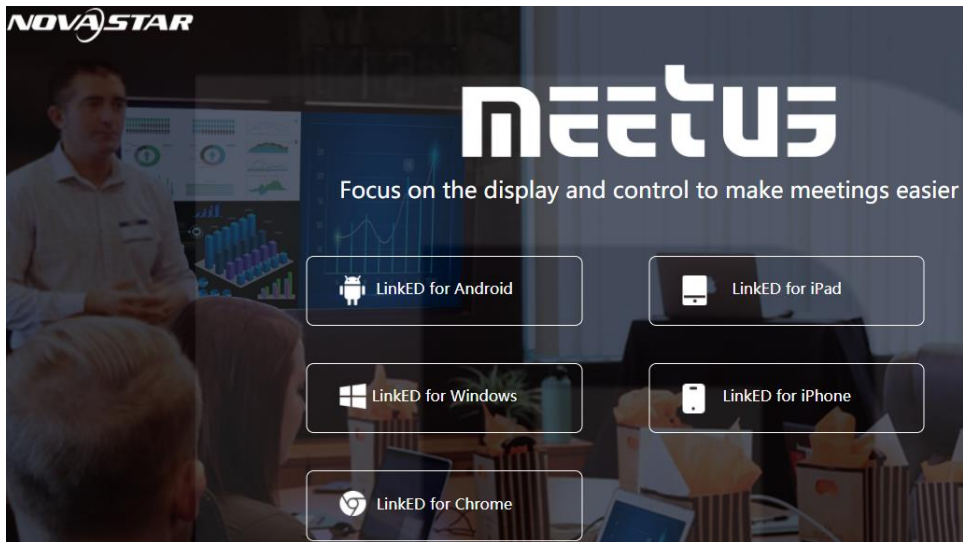 NOVASTAR
meetus
Focus on the display and control to make meetings easier
LinkED for Android
LinkED for iPad
LinkED for Windows
LinkED for iPhone
LinkED for Chrome